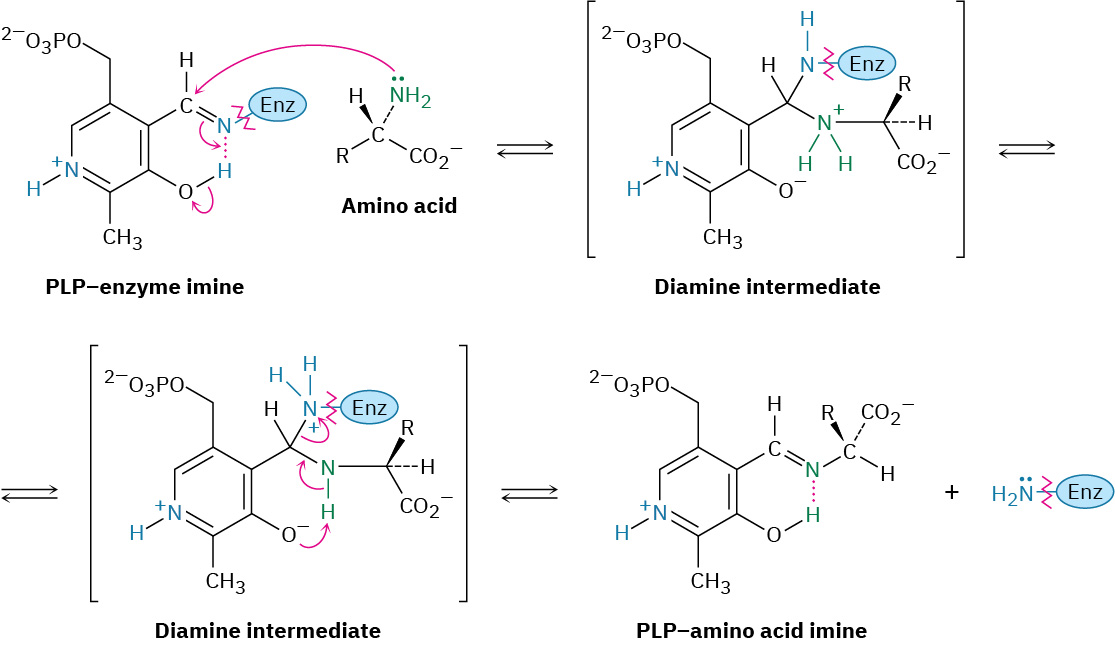 ²⁻O₃PO
H
C
N
Enz
H
O
N⁺
H
CH₃
PLP–enzyme imine
N̈H₂
H
C
R
CO₂⁻
Amino acid
²⁻O₃PO
H
H
N
Enz
R
N⁺
H
H
H
CO₂⁻
O⁻
N⁺
H
CH₃
Diamine intermediate
²⁻O₃PO
H
H
H
N⁺
Enz
R
N
H
H
CO₂⁻
O⁻
N⁺
H
CH₃
Diamine intermediate
²⁻O₃PO
H
R
CO₂⁻
C
N
C
H
H
O
N⁺
H
CH₃
PLP–amino acid imine
+
H₂N̈
Enz